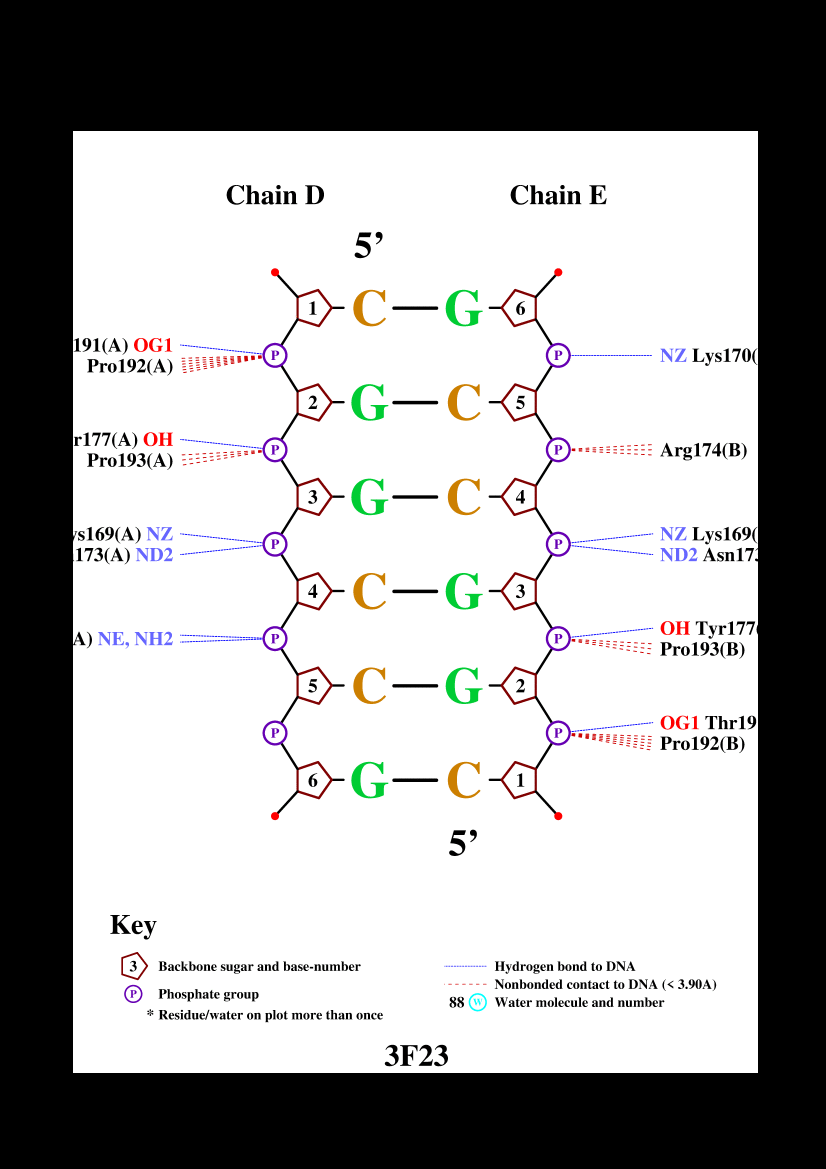 Chain D Chain E
5’
1 C G 6
191(A) OG1 P P NZ Lys170(
Pro192(A)
2 G C 5
r177(A) OH P P Arg174(B)
Pro193(A)
3 G C 4
ys169(A) NZ P P NZ Lys169(
173(A) ND2 ND2 Asn173
4 C G 3
A) NE, NH2 P P OH Tyr177(
Pro193(B)
5 C G 2
P P OG1 Thr19
Pro192(B)
6 G C 1
5’
Key
3 Backbone sugar and base-number
P Phosphate group
* Residue/water on plot more than once
Hydrogen bond to DNA
Nonbonded contact to DNA (< 3.90A)
88 W Water molecule and number
3F23